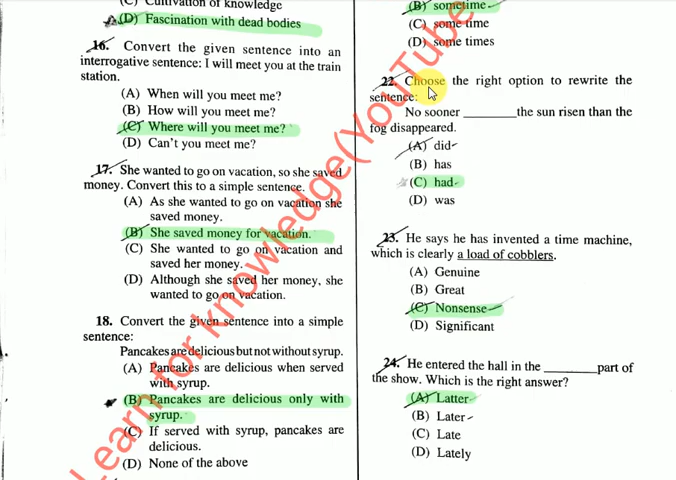 (C) Cultivation of knowledge
(D) Fascination with dead bodies
16. Convert the given sentence into an
interrogative sentence: I will meet you at the train
station.
(A) When will you meet me?
(B) How will you meet me?
(C) Where will you meet me?
(D) Can't you meet me?
17. She wanted to go on vacation, so she saved
money. Convert this to a simple sentence.
(A) As she wanted to go on vacation she
saved money.
(B) She saved money for vacation.
(C) She wanted to go on vacation and
saved her money.
(D) Although she saved her money, she
wanted to go on vacation.
18. Convert the given sentence into a simple
sentence:
Pancakes are delicious but not without syrup.
(A) Pancakes are delicious when served
with syrup.
(B) Pancakes are delicious only with
syrup.
(C) If served with syrup, pancakes are
delicious.
(D) None of the above
(B) sometime
(C) some time
(D) some times
22. Choose the right option to rewrite the
sentence:
No sooner ________ the sun risen than the
fog disappeared.
(A) did
(B) has
(C) had
(D) was
23. He says he has invented a time machine,
which is clearly a load of cobblers.
(A) Genuine
(B) Great
(C) Nonsense
(D) Significant
24. He entered the hall in the ________ part of
the show. Which is the right answer?
(A) Latter
(B) Later
(C) Late
(D) Lately
Learn for knowledge(YouTube